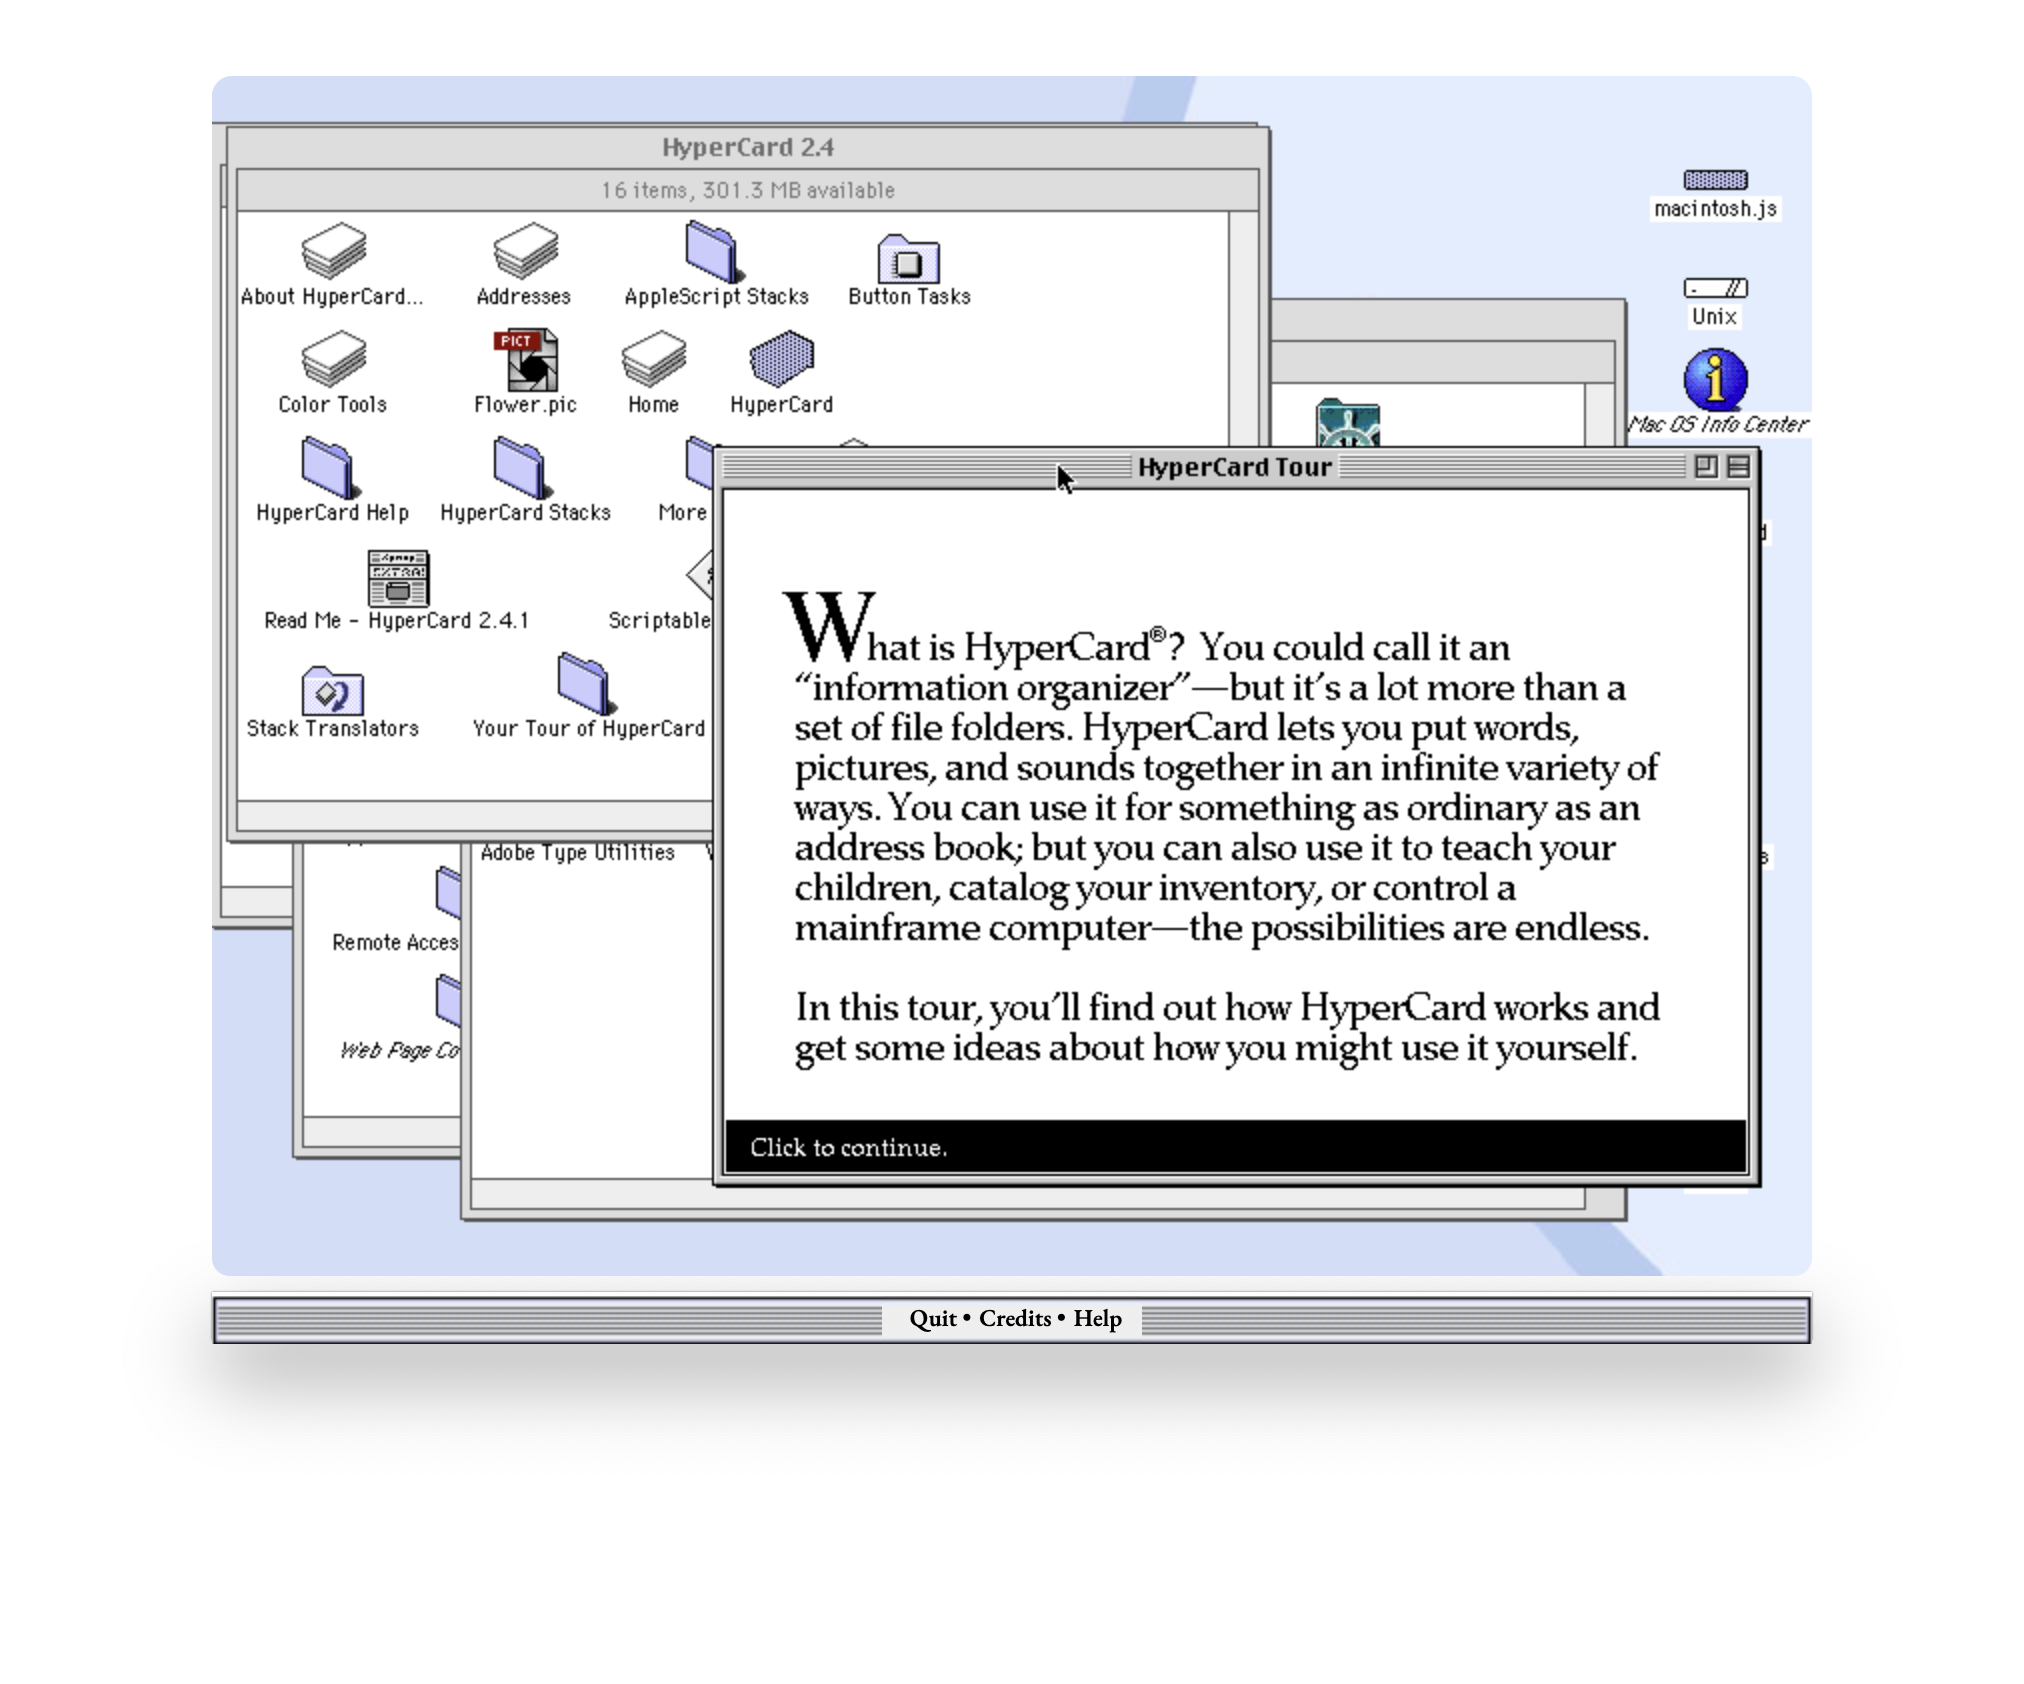 HyperCard 2.4
16 items, 301.3 MB available
About HyperCard...
Addresses
AppleScript Stacks
Button Tasks
PICT
Color Tools
Flower.pic
Home
HyperCard
HyperCard Help
HyperCard Stacks
More
EXTRA!
Read Me – HyperCard 2.4.1
Scriptable
Stack Translators
Your Tour of HyperCard
Adobe Type Utilities
Remote Acces
Web Page Co
macintosh.js
Unix
Mac OS Info Center
HyperCard Tour
What is HyperCard®? You could call it an
“information organizer”—but it’s a lot more than a
set of file folders. HyperCard lets you put words,
pictures, and sounds together in an infinite variety of
ways. You can use it for something as ordinary as an
address book; but you can also use it to teach your
children, catalog your inventory, or control a
mainframe computer—the possibilities are endless.
In this tour, you’ll find out how HyperCard works and
get some ideas about how you might use it yourself.
Click to continue.
Quit • Credits • Help